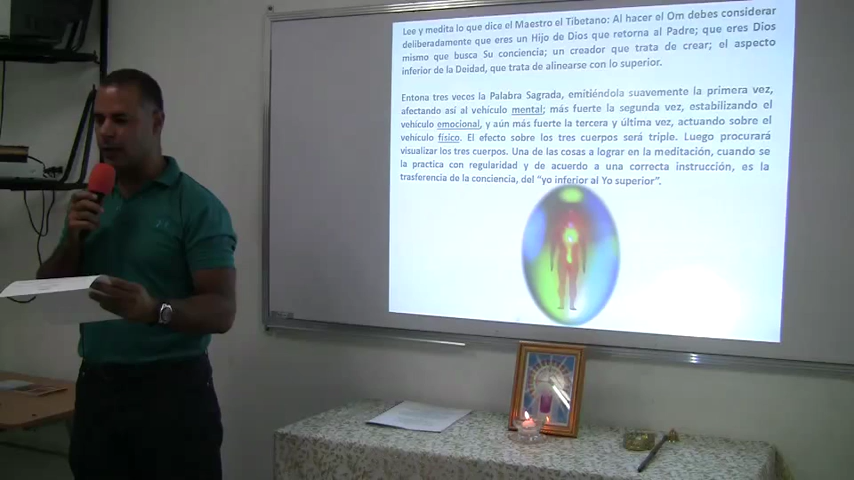 Lee y medita lo que dice el Maestro el Tibetano: Al hacer el Om debes considerar
deliberadamente que eres un Hijo de Dios que retorna al Padre; que eres Dios
mismo que busca Su conciencia; un creador que trata de crear; el aspecto
inferior de la Deidad, que trata de alinearse con lo superior.
Entona tres veces la Palabra Sagrada, emitiéndola suavemente la primera vez,
afectando así al vehículo mental; más fuerte la segunda vez, estabilizando el
vehículo emocional, y aún más fuerte la tercera y última vez, actuando sobre el
vehículo físico. El efecto sobre los tres cuerpos será triple. Luego procurará
visualizar los tres cuerpos. Una de las cosas a lograr en la meditación, cuando se
la practica con regularidad y de acuerdo a una correcta instrucción, es la
trasferencia de la conciencia, del “yo inferior al Yo superior”.